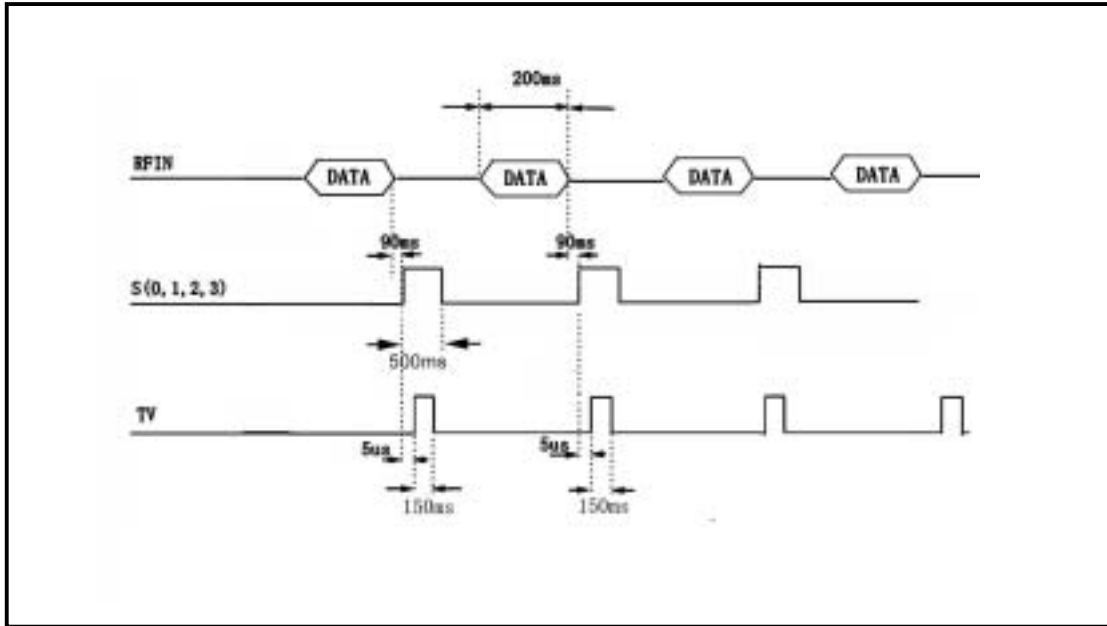 200ms
RFIN
DATA DATA DATA DATA
90ms 90ms
S(0,1,2,3)
500ms
TV
5us 5us
150ms 150ms